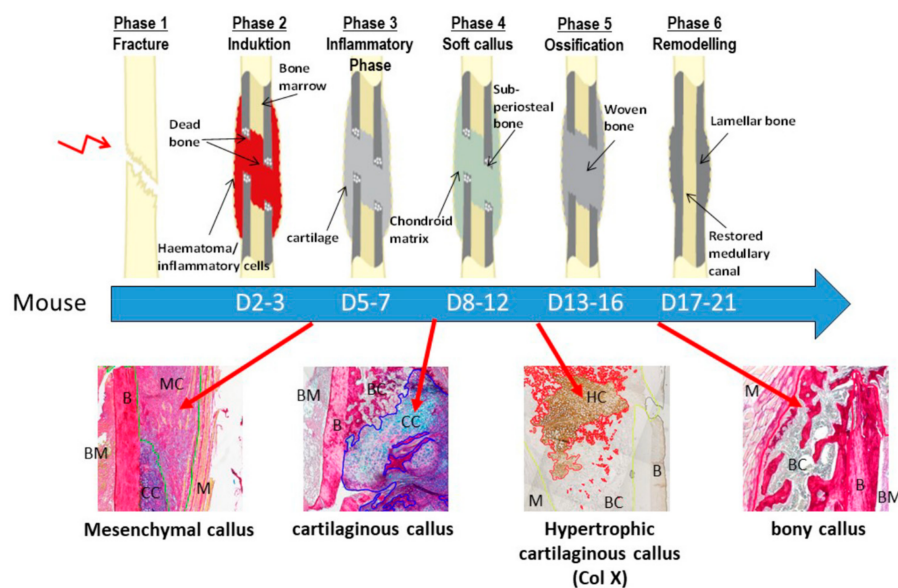 Phase 1
Fracture
Phase 2
Induktion
Phase 3
Inflammatory
Phase
Phase 4
Soft callus
Phase 5
Ossification
Phase 6
Remodelling
Bone
marrow
Dead
bone
Haematoma/
inflammatory cells
cartilage
Sub-
periosteal
bone
Chondroid
matrix
Woven
bone
Lamellar bone
Restored
medullary
canal
Mouse
D2-3
D5-7
D8-12
D13-16
D17-21
MC
B
BM
CC
M
BM
BC
B
CC
HC
B
M
BC
M
BC
B
BM
Mesenchymal callus
cartilaginous callus
Hypertrophic
cartilaginous callus
(Col X)
bony callus